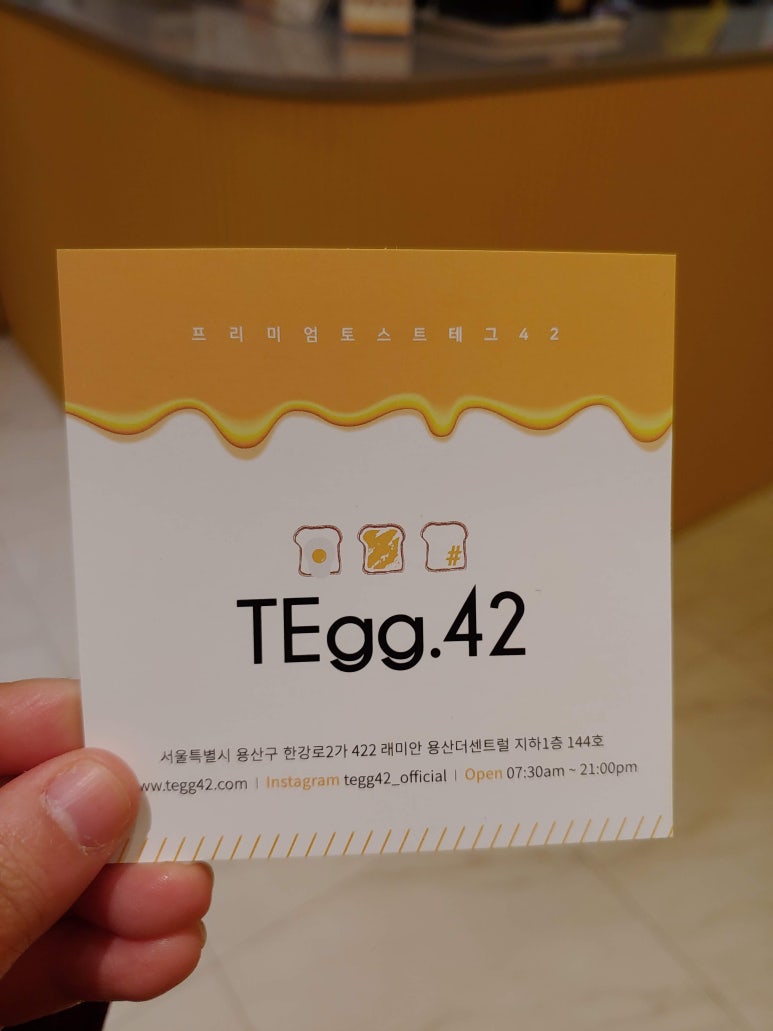 프리미엄토스트테그42
#
TEgg.42
서울특별시 용산구 한강로2가 422 래미안 용산더센트럴 지하1층 144호
ww.tegg42.com | Instagram tegg42_official | Open 07:30am ~ 21:00pm